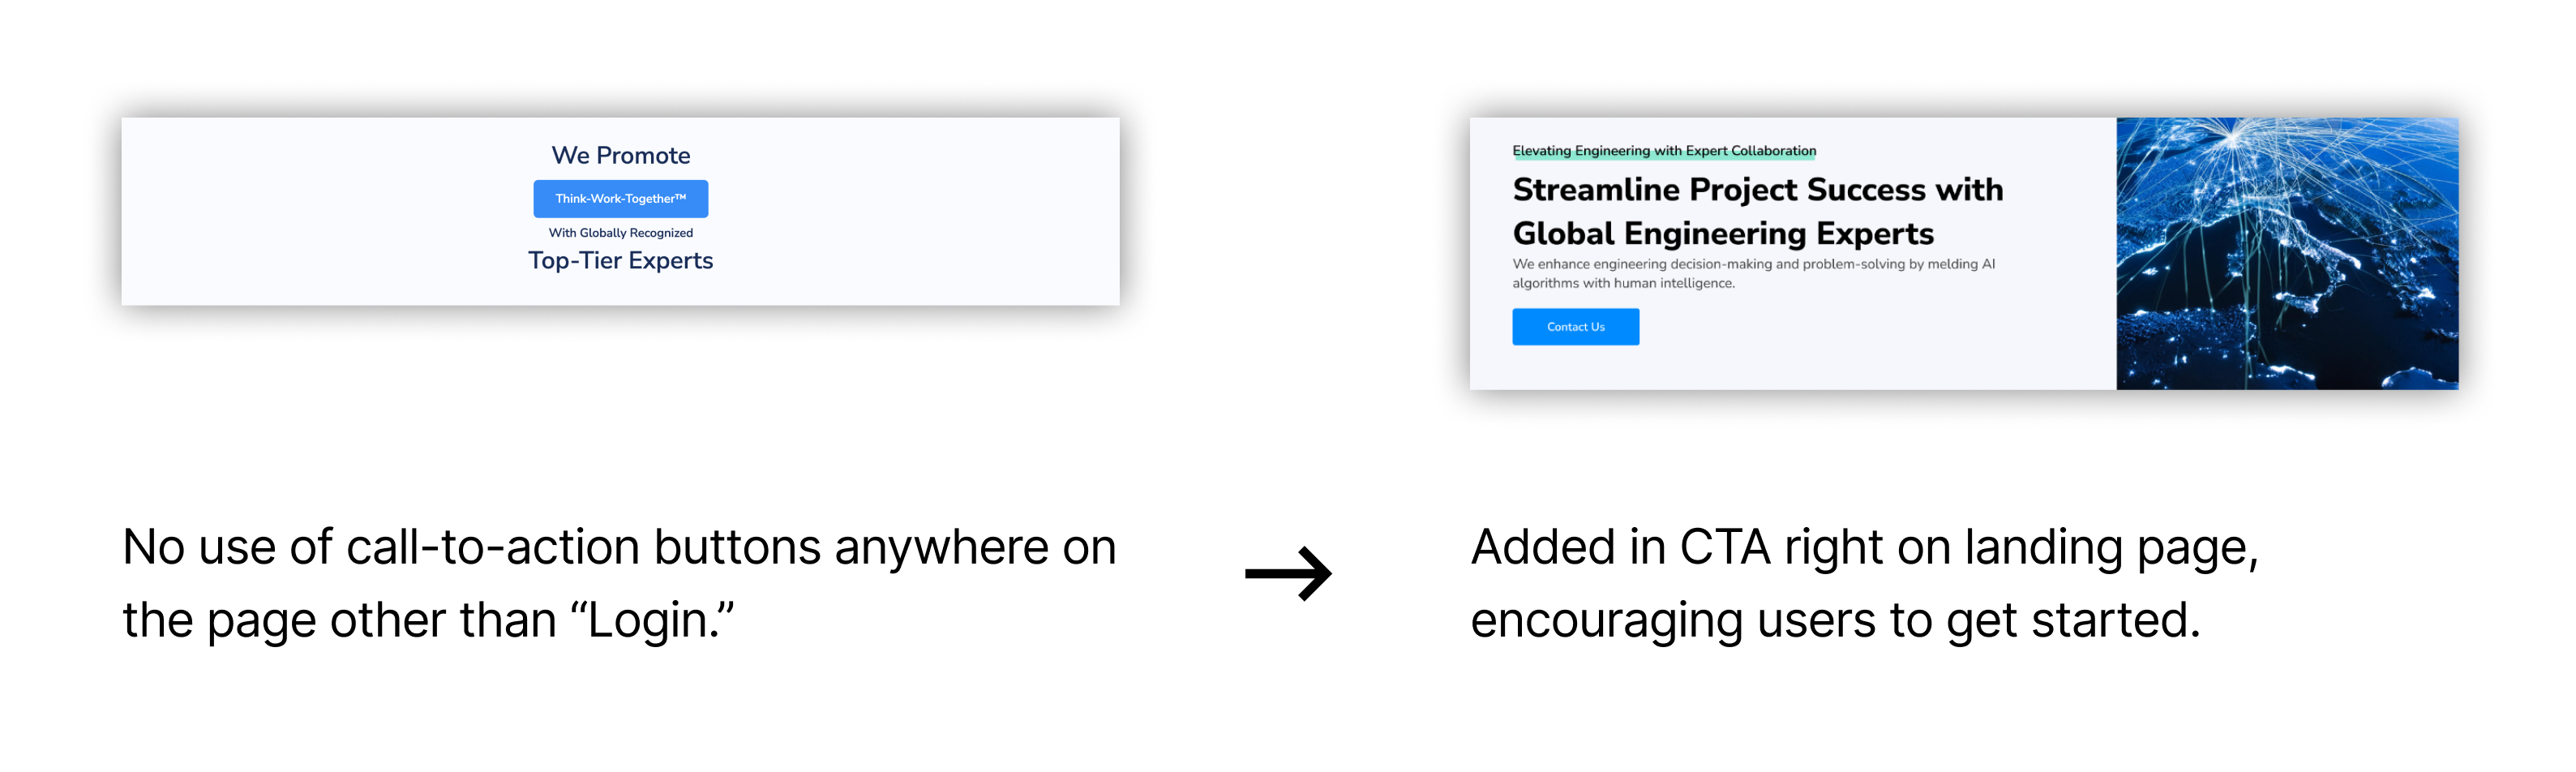 We Promote
Think-Work-Together™
With Globally Recognized
Top-Tier Experts
Elevating Engineering with Expert Collaboration
Streamline Project Success with
Global Engineering Experts
We enhance engineering decision-making and problem-solving by melding AI
algorithms with human intelligence.
Contact Us
No use of call-to-action buttons anywhere on
the page other than “Login.”
→
Added in CTA right on landing page,
encouraging users to get started.